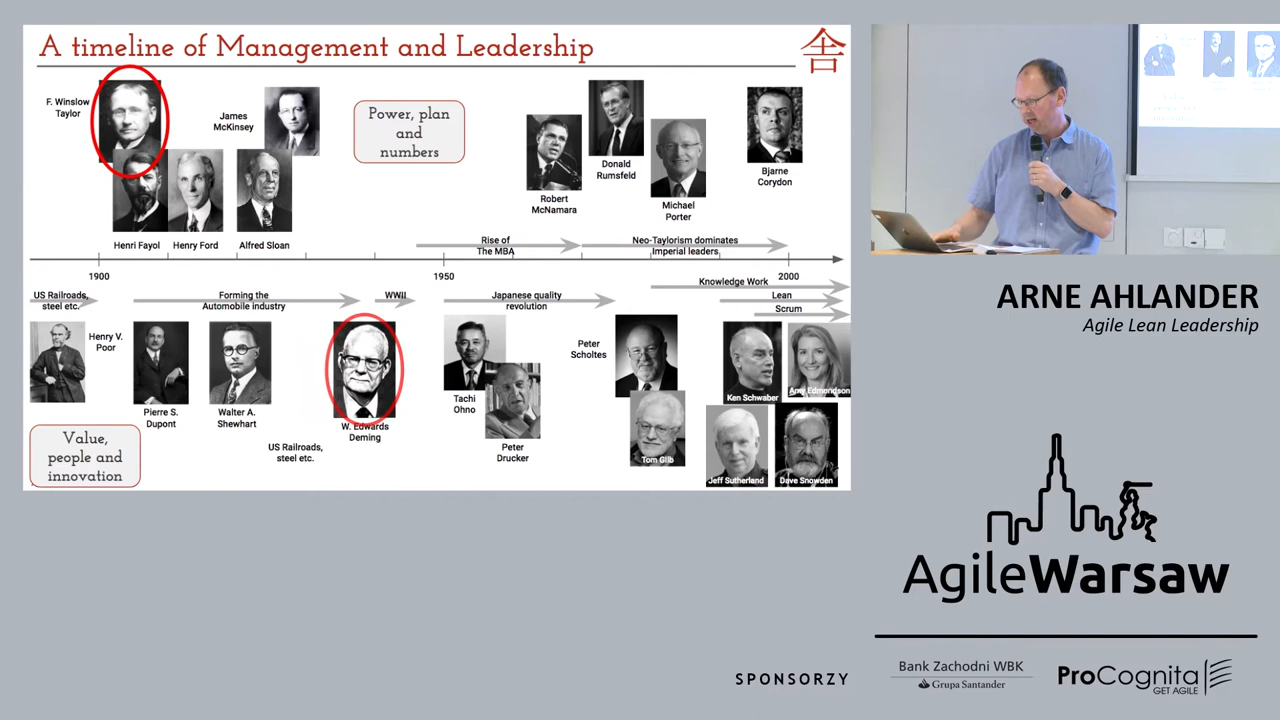 A timeline of Management and Leadership
舎
F. Winslow
Taylor
James
McKinsey
Power, plan
and
numbers
Henri Fayol
Henry Ford
Alfred Sloan
Robert
McNamara
Donald
Rumsfeld
Michael
Porter
Bjarne
Corydon
Rise of
The MBA
Neo-Taylorism dominates
Imperial leaders
1900
1950
2000
US Railroads,
steel etc.
Forming the
Automobile industry
WWII
Japanese quality
revolution
Knowledge Work
Lean
Scrum
Henry V.
Poor
Pierre S.
Dupont
Walter A.
Shewhart
US Railroads,
steel etc.
W. Edwards
Deming
Tachi
Ohno
Peter
Drucker
Peter
Scholtes
Tom Gilb
Ken Schwaber
Amy Edmondson
Jeff Sutherland
Dave Snowden
Value,
people and
innovation
ARNE AHLANDER
Agile Lean Leadership
AgileWarsaw
SPONSORZY
Bank Zachodni WBK
Grupa Santander
ProCognita
GET AGILE